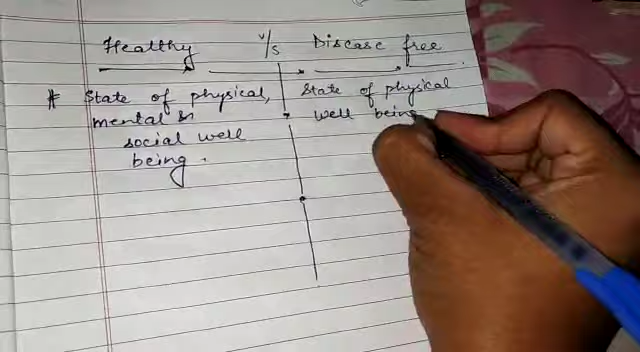 Healthy v/s Disease free
* State of physical,
mental &
social well
being.
State of physical
well being